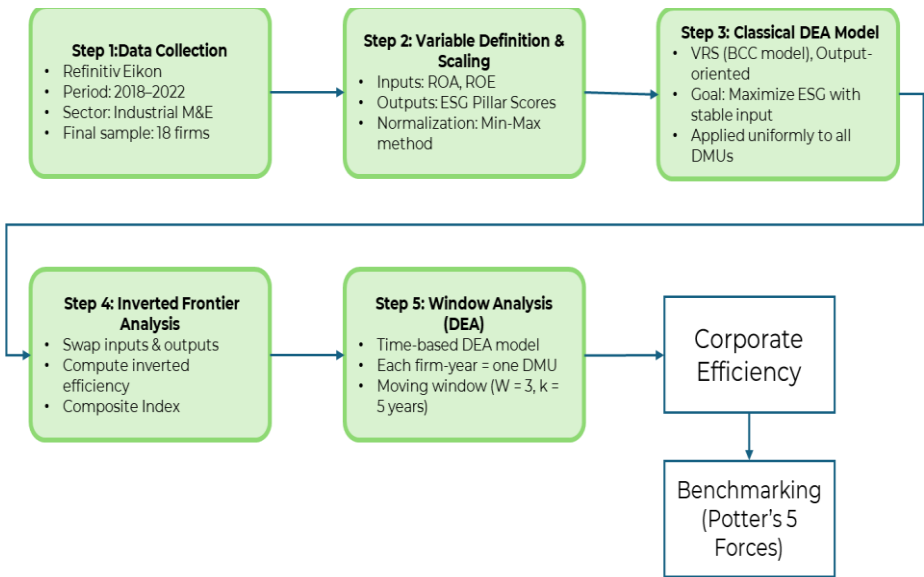 Step 1:Data Collection
• Refinitiv Eikon
• Period: 2018–2022
• Sector: Industrial M&E
• Final sample: 18 firms
Step 2: Variable Definition &
Scaling
• Inputs: ROA, ROE
• Outputs: ESG Pillar Scores
• Normalization: Min-Max
method
Step 3: Classical DEA Model
• VRS (BCC model), Output-
oriented
• Goal: Maximize ESG with
stable input
• Applied uniformly to all
DMUs
Step 4: Inverted Frontier
Analysis
• Swap inputs & outputs
• Compute inverted
efficiency
• Composite Index
Step 5: Window Analysis
(DEA)
• Time-based DEA model
• Each firm-year = one DMU
• Moving window (W = 3, k =
5 years)
Corporate
Efficiency
Benchmarking
(Potter's 5
Forces)